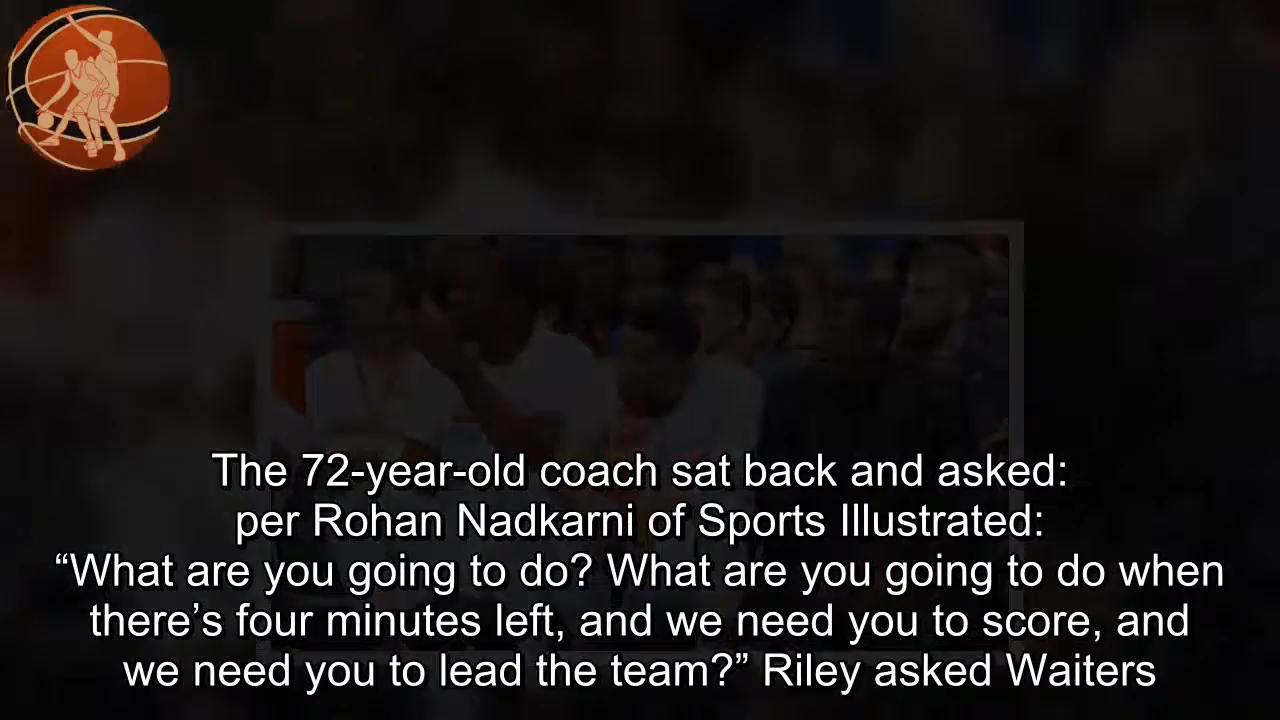 The 72-year-old coach sat back and asked:
per Rohan Nadkarni of Sports Illustrated:
“What are you going to do? What are you going to do when
there’s four minutes left, and we need you to score, and
we need you to lead the team?” Riley asked Waiters